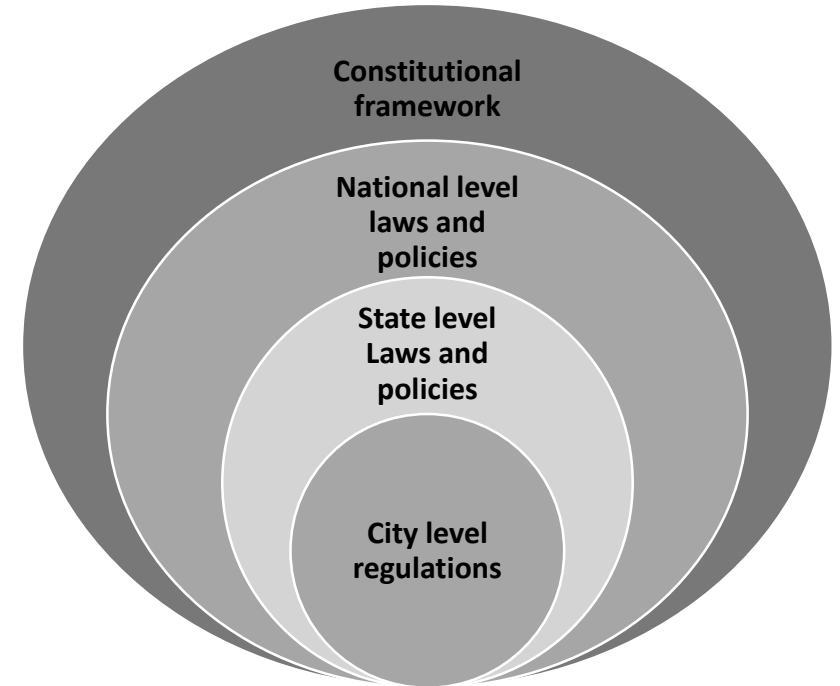 Constitutional
framework
National level
laws and
policies
State level
Laws and
policies
City level
regulations